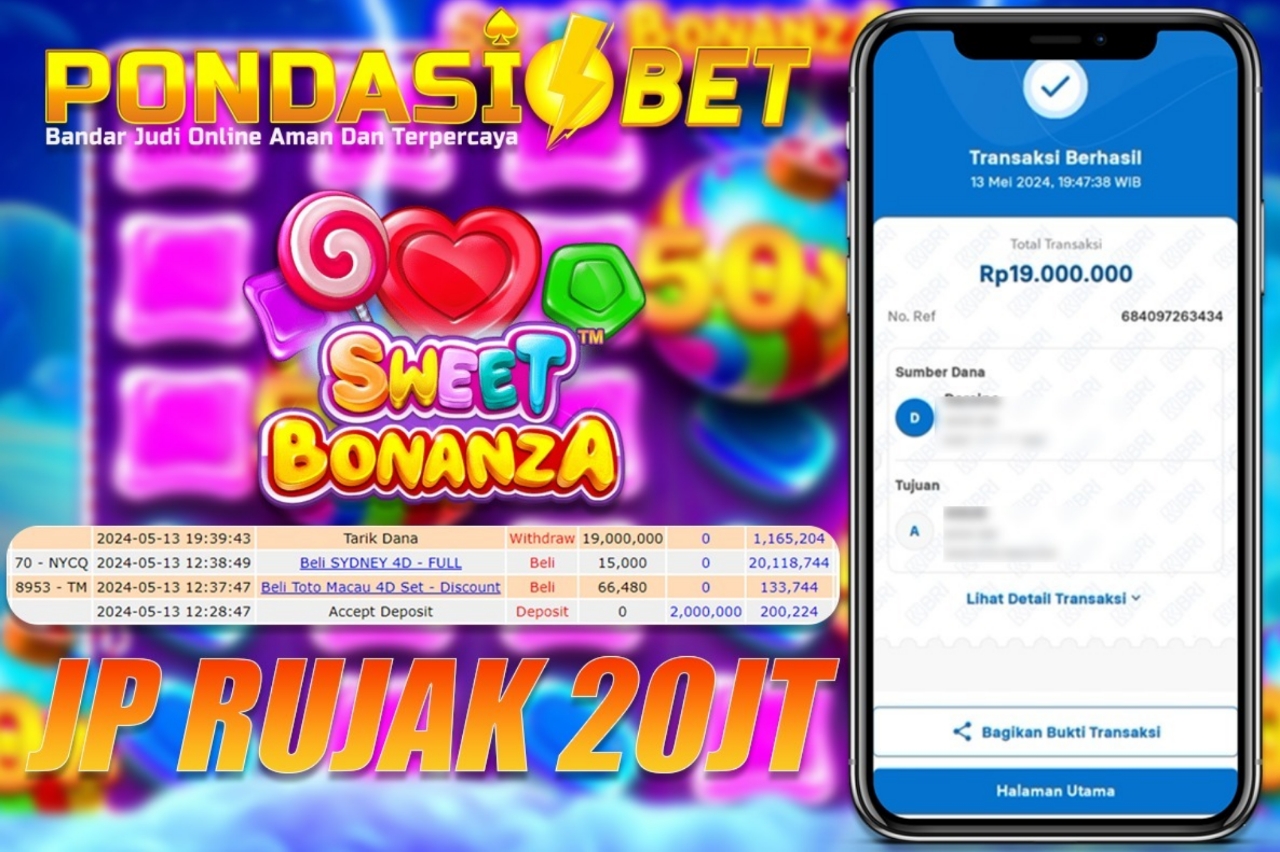 PONDASI BET
Bandar Judi Online Aman Dan Terpercaya
SWEET
BONANZA
TM
2024-05-13 19:39:43 Tarik Dana Withdraw 19,000,000 0 1,165,204
70 - NYCQ 2024-05-13 12:38:49 Beli SYDNEY 4D - FULL Beli 15,000 0 20,118,744
8953 - TM 2024-05-13 12:37:47 Beli Toto Macau 4D Set - Discount Beli 66,480 0 133,744
2024-05-13 12:28:47 Accept Deposit Deposit 0 2,000,000 200,224
JP RUJAK 20JT
Transaksi Berhasil
13 Mei 2024, 19:47:38 WIB
Total Transaksi
Rp19.000.000
No. Ref 684097263434
Sumber Dana
D
Tujuan
A
Lihat Detail Transaksi
Bagikan Bukti Transaksi
Halaman Utama